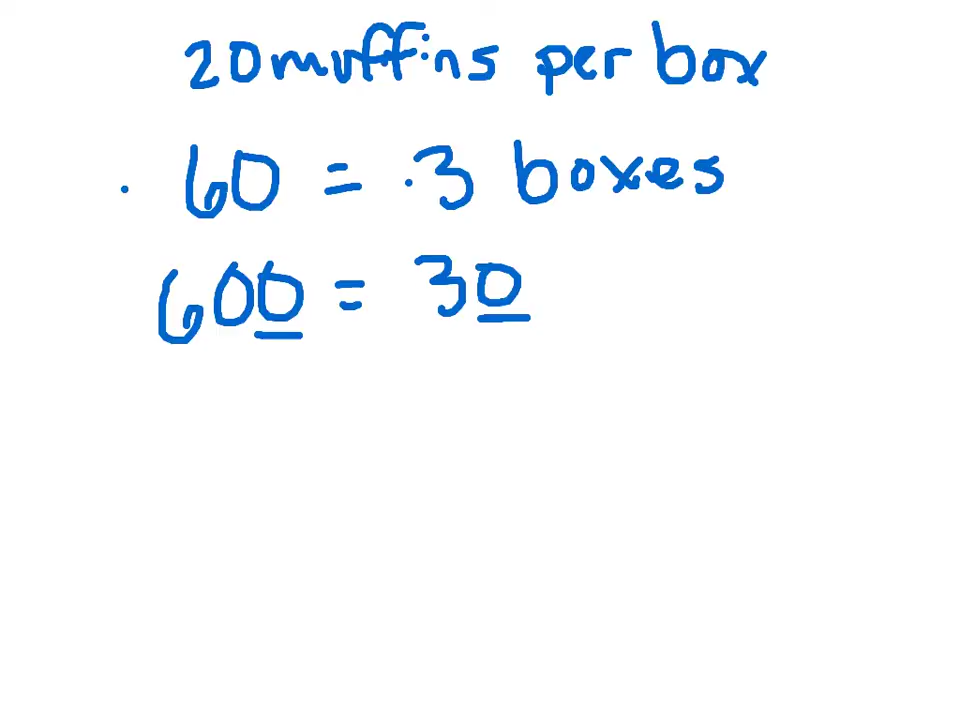 20 muffins per box
60 = 3 boxes
600 = 30